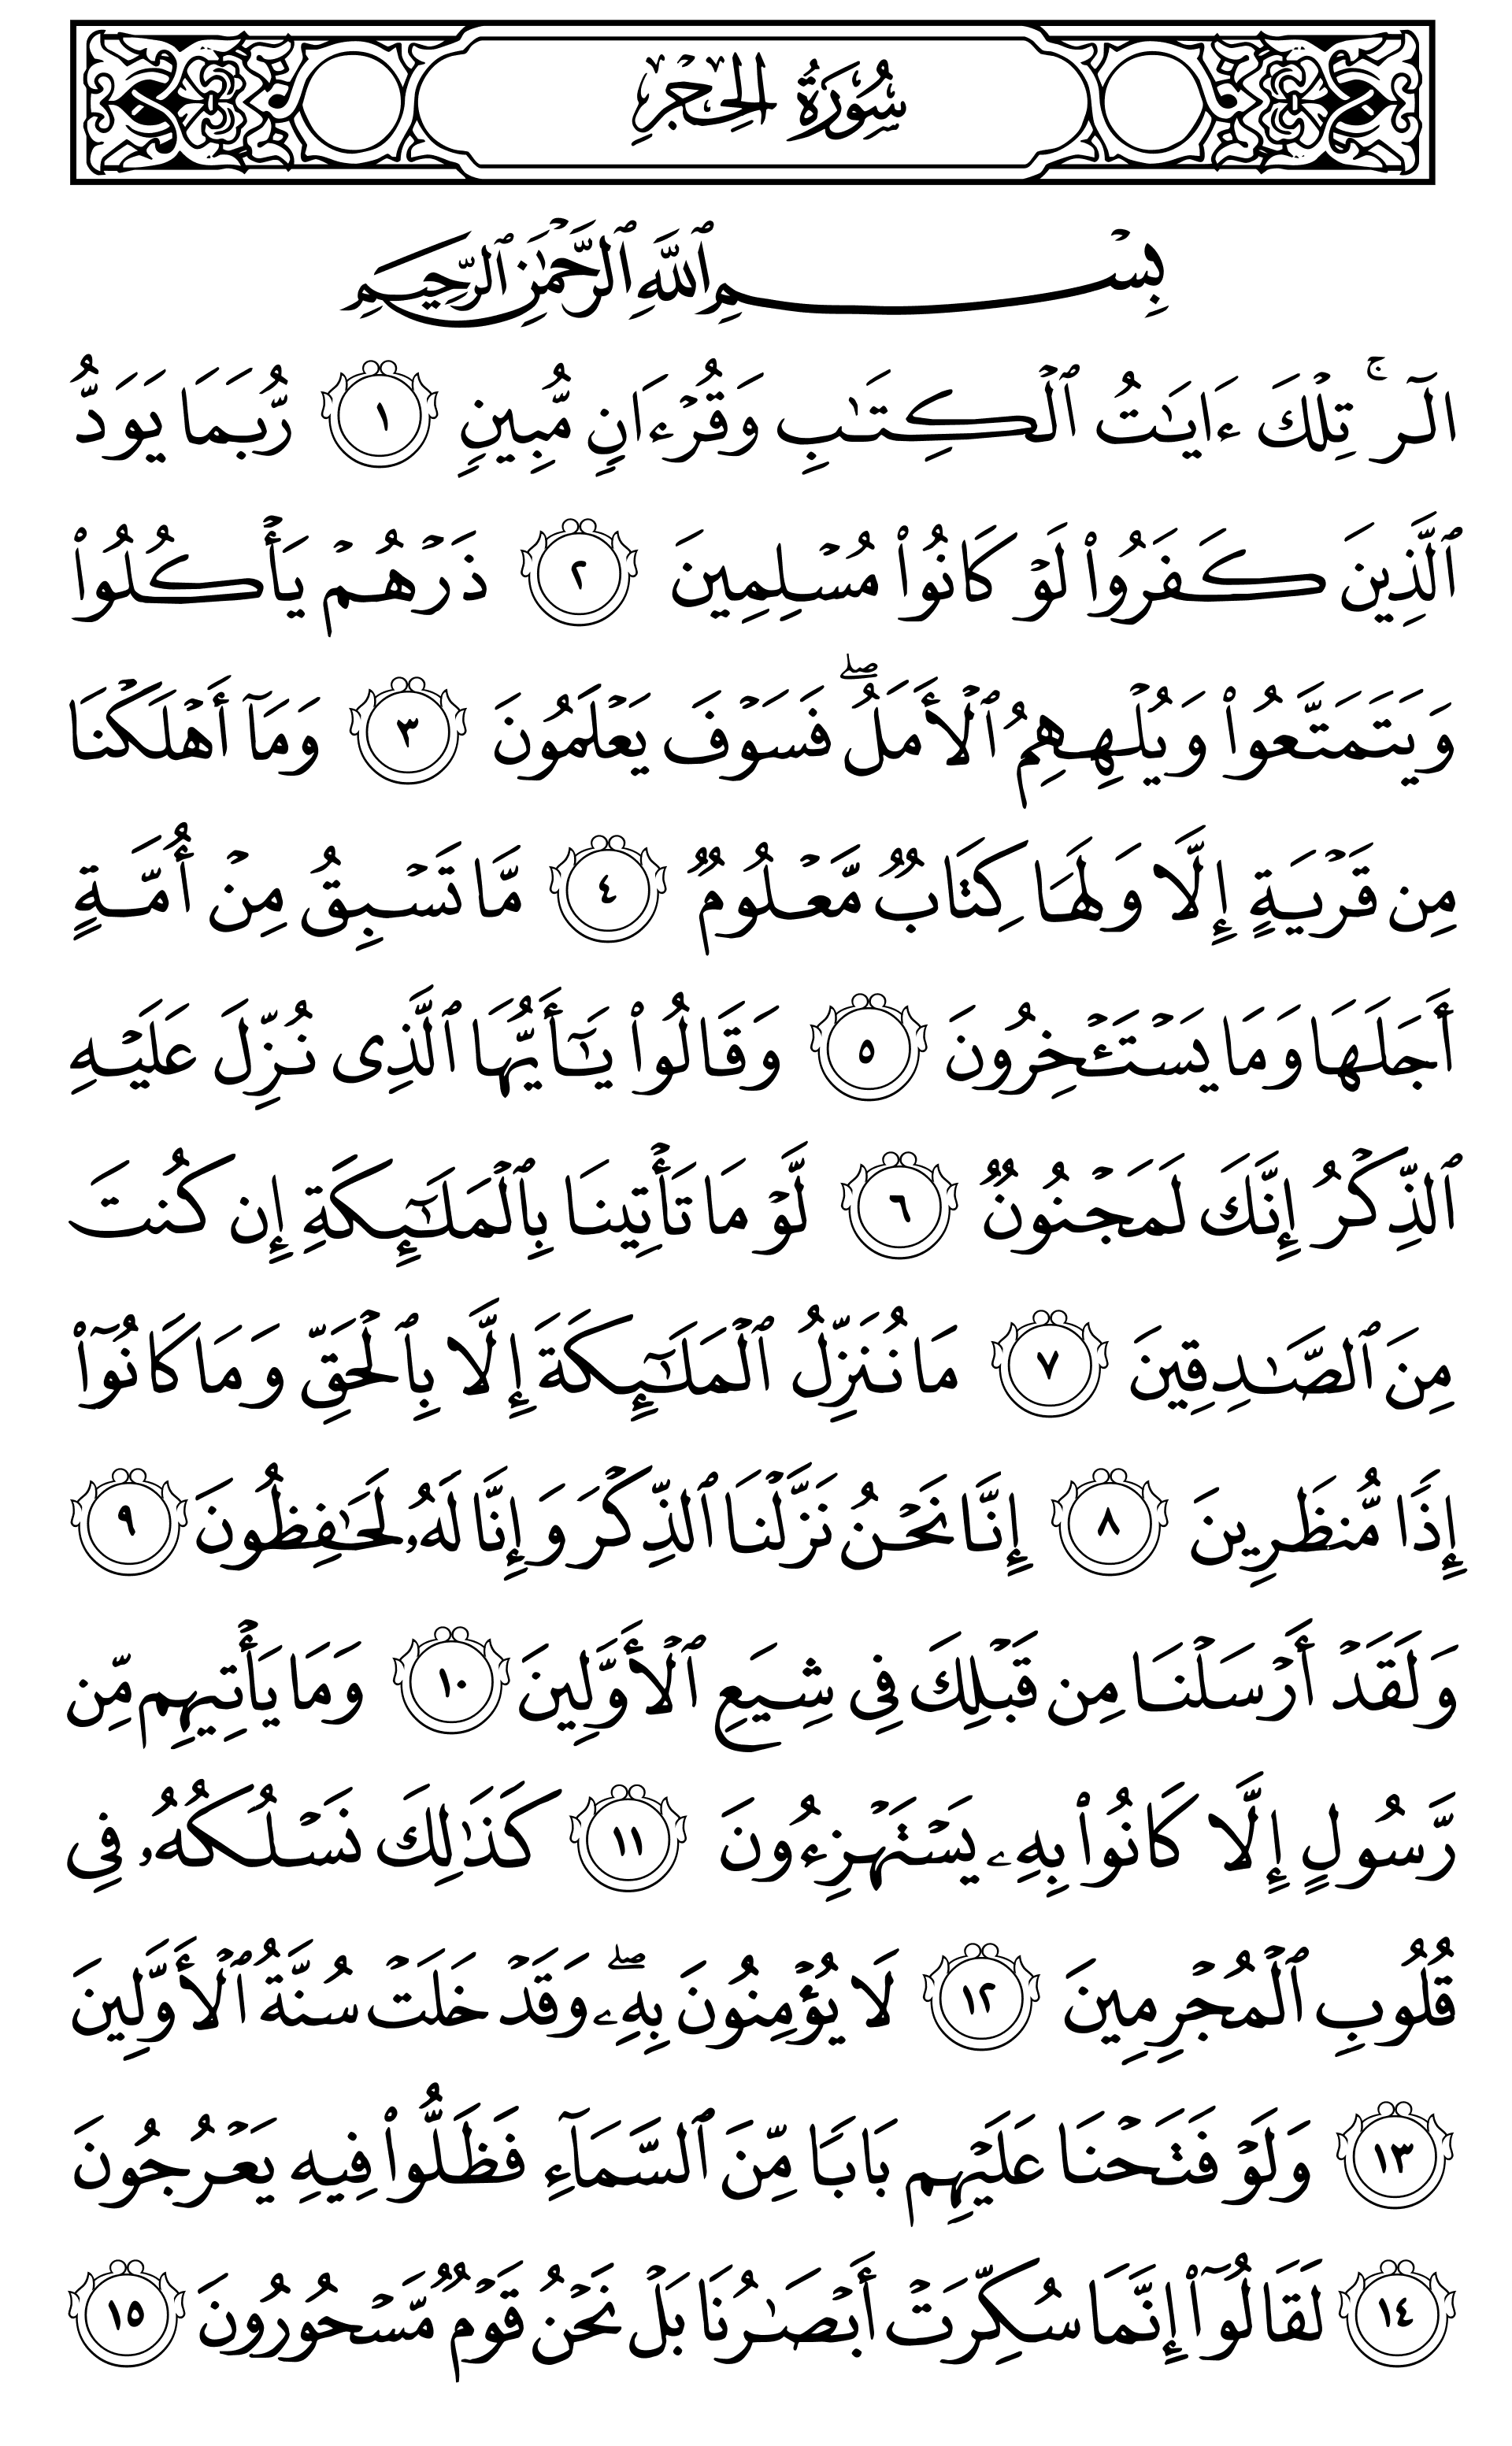 سُورَةُ الحِجۡرِ
بِسۡمِ ٱللَّهِ ٱلرَّحۡمَٰنِ ٱلرَّحِيمِ
الٓرۚ تِلۡكَ ءَايَٰتُ ٱلۡكِتَٰبِ وَقُرۡءَانٖ مُّبِينٖ ١ رُّبَمَا يَوَدُّ
ٱلَّذِينَ كَفَرُواْ لَوۡ كَانُواْ مُسۡلِمِينَ ٢ ذَرۡهُمۡ يَأۡكُلُواْ
وَيَتَمَتَّعُواْ وَيُلۡهِهِمُ ٱلۡأَمَلُۖ فَسَوۡفَ يَعۡلَمُونَ ٣ وَمَآ أَهۡلَكۡنَا
مِن قَرۡيَةٍ إِلَّا وَلَهَا كِتَابٞ مَّعۡلُومٞ ٤ مَّا تَسۡبِقُ مِنۡ أُمَّةٍ
أَجَلَهَا وَمَا يَسۡتَـٔۡخِرُونَ ٥ وَقَالُواْ يَٰٓأَيُّهَا ٱلَّذِي نُزِّلَ عَلَيۡهِ
ٱلذِّكۡرُ إِنَّكَ لَمَجۡنُونٞ ٦ لَّوۡ مَا تَأۡتِينَا بِٱلۡمَلَٰٓئِكَةِ إِن كُنتَ
مِنَ ٱلصَّٰدِقِينَ ٧ مَا نُنَزِّلُ ٱلۡمَلَٰٓئِكَةَ إِلَّا بِٱلۡحَقِّ وَمَا كَانُوٓاْ
إِذٗا مُّنظَرِينَ ٨ إِنَّا نَحۡنُ نَزَّلۡنَا ٱلذِّكۡرَ وَإِنَّا لَهُۥ لَحَٰفِظُونَ ٩
وَلَقَدۡ أَرۡسَلۡنَا مِن قَبۡلِكَ فِي شِيَعِ ٱلۡأَوَّلِينَ ١٠ وَمَا يَأۡتِيهِم مِّن
رَّسُولٍ إِلَّا كَانُواْ بِهِۦ يَسۡتَهۡزِءُونَ ١١ كَذَٰلِكَ نَسۡلُكُهُۥ فِي
قُلُوبِ ٱلۡمُجۡرِمِينَ ١٢ لَا يُؤۡمِنُونَ بِهِۦۖ وَقَدۡ خَلَتۡ سُنَّةُ ٱلۡأَوَّلِينَ
١٣ وَلَوۡ فَتَحۡنَا عَلَيۡهِم بَابٗا مِّنَ ٱلسَّمَآءِ فَظَلُّواْ فِيهِ يَعۡرُجُونَ
١٤ لَقَالُوٓاْ إِنَّمَا سُكِّرَتۡ أَبۡصَٰرُنَا بَلۡ نَحۡنُ قَوۡمٞ مَّسۡحُورُونَ ١٥